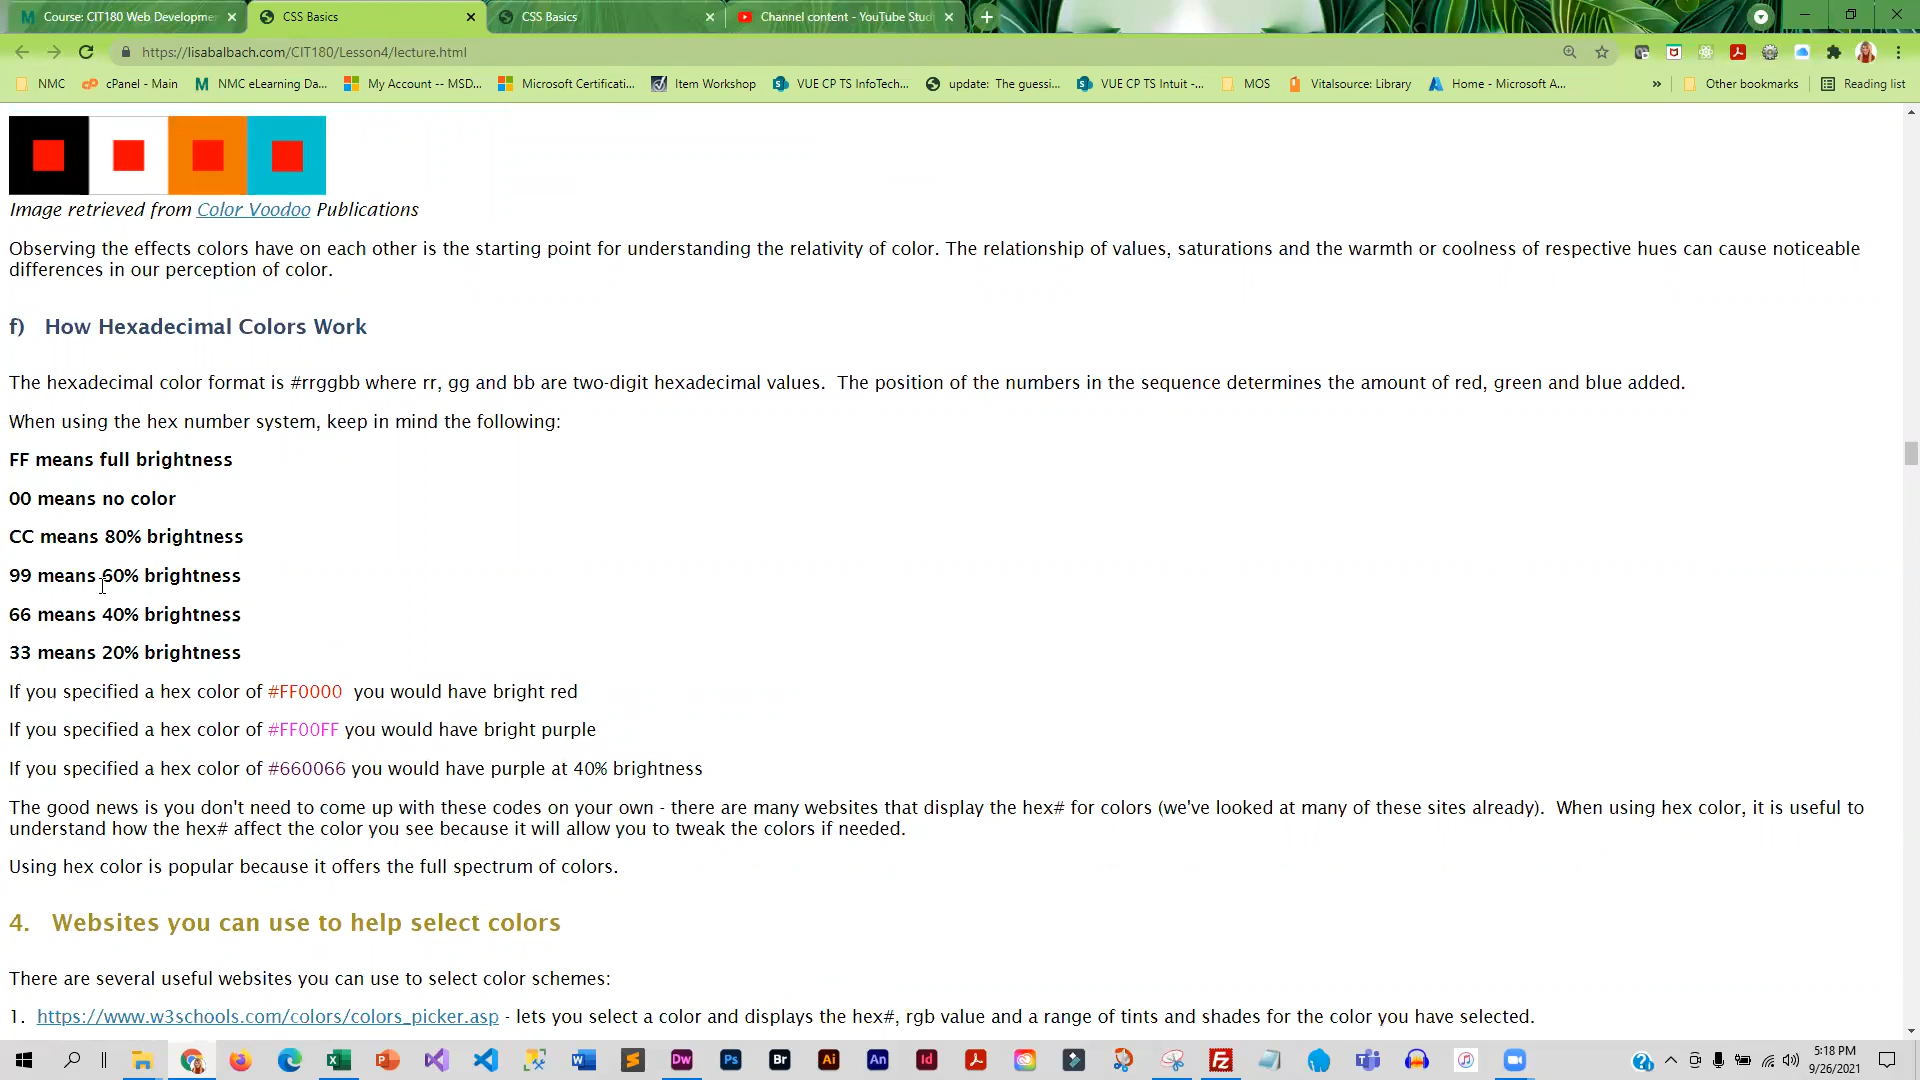 Course: CIT180 Web Developme
CSS Basics
CSS Basics
Channel content - YouTube Stud
https://lisabalbach.com/CIT180/Lesson4/lecture.html
NMC
cPanel - Main
NMC eLearning Da...
My Account -- MSD...
Microsoft Certificati...
Item Workshop
VUE CP TS InfoTech...
update: The guessi...
VUE CP TS Intuit -...
MOS
Vitalsource: Library
Home - Microsoft A...
»
Other bookmarks
Reading list
Image retrieved from Color Voodoo Publications
Observing the effects colors have on each other is the starting point for understanding the relativity of color. The relationship of values, saturations and the warmth or coolness of respective hues can cause noticeable
differences in our perception of color.
f) How Hexadecimal Colors Work
The hexadecimal color format is #rrggbb where rr, gg and bb are two-digit hexadecimal values. The position of the numbers in the sequence determines the amount of red, green and blue added.
When using the hex number system, keep in mind the following:
FF means full brightness
00 means no color
CC means 80% brightness
99 means 60% brightness
66 means 40% brightness
33 means 20% brightness
If you specified a hex color of #FF0000 you would have bright red
If you specified a hex color of #FF00FF you would have bright purple
If you specified a hex color of #660066 you would have purple at 40% brightness
The good news is you don't need to come up with these codes on your own - there are many websites that display the hex# for colors (we've looked at many of these sites already). When using hex color, it is useful to
understand how the hex# affect the color you see because it will allow you to tweak the colors if needed.
Using hex color is popular because it offers the full spectrum of colors.
4. Websites you can use to help select colors
There are several useful websites you can use to select color schemes:
1. https://www.w3schools.com/colors/colors_picker.asp - lets you select a color and displays the hex#, rgb value and a range of tints and shades for the color you have selected.
Dw
Ps
Br
Ai
An
Id
5:18 PM
9/26/2021